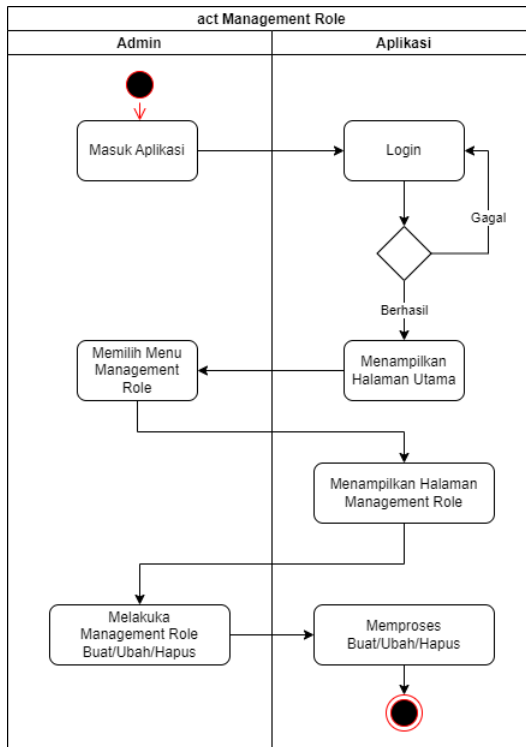 act Management Role
Admin
Aplikasi
Masuk Aplikasi
Login
Gagal
Berhasil
Memilih Menu
Management
Role
Menampilkan
Halaman Utama
Menampilkan Halaman
Management Role
Melakuka
Management Role
Buat/Ubah/Hapus
Memproses
Buat/Ubah/Hapus